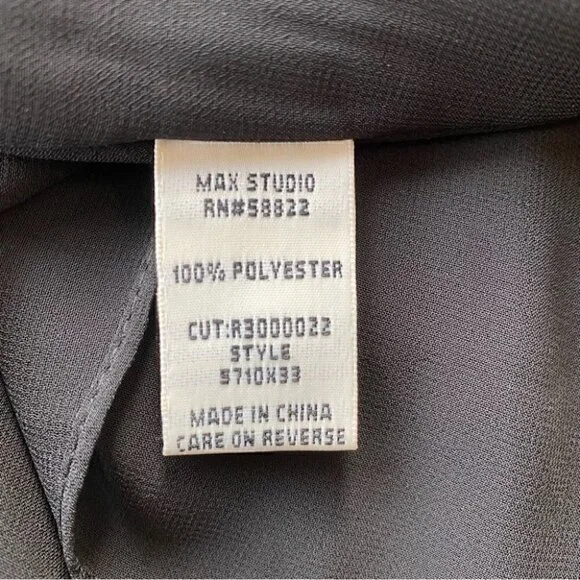 MAX STUDIO
RN#58822
100% POLYESTER
CUT:R3000022
STYLE
5710X33
MADE IN CHINA
CARE ON REVERSE